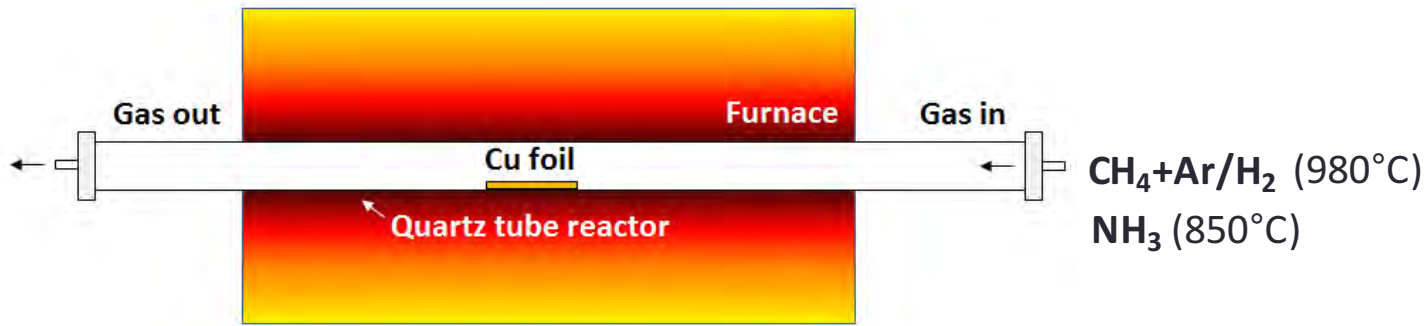 Furnace
Gas out
Gas in
Cu foil
CH₄+Ar/H₂ (980°C)
Quartz tube reactor
NH₃ (850°C)